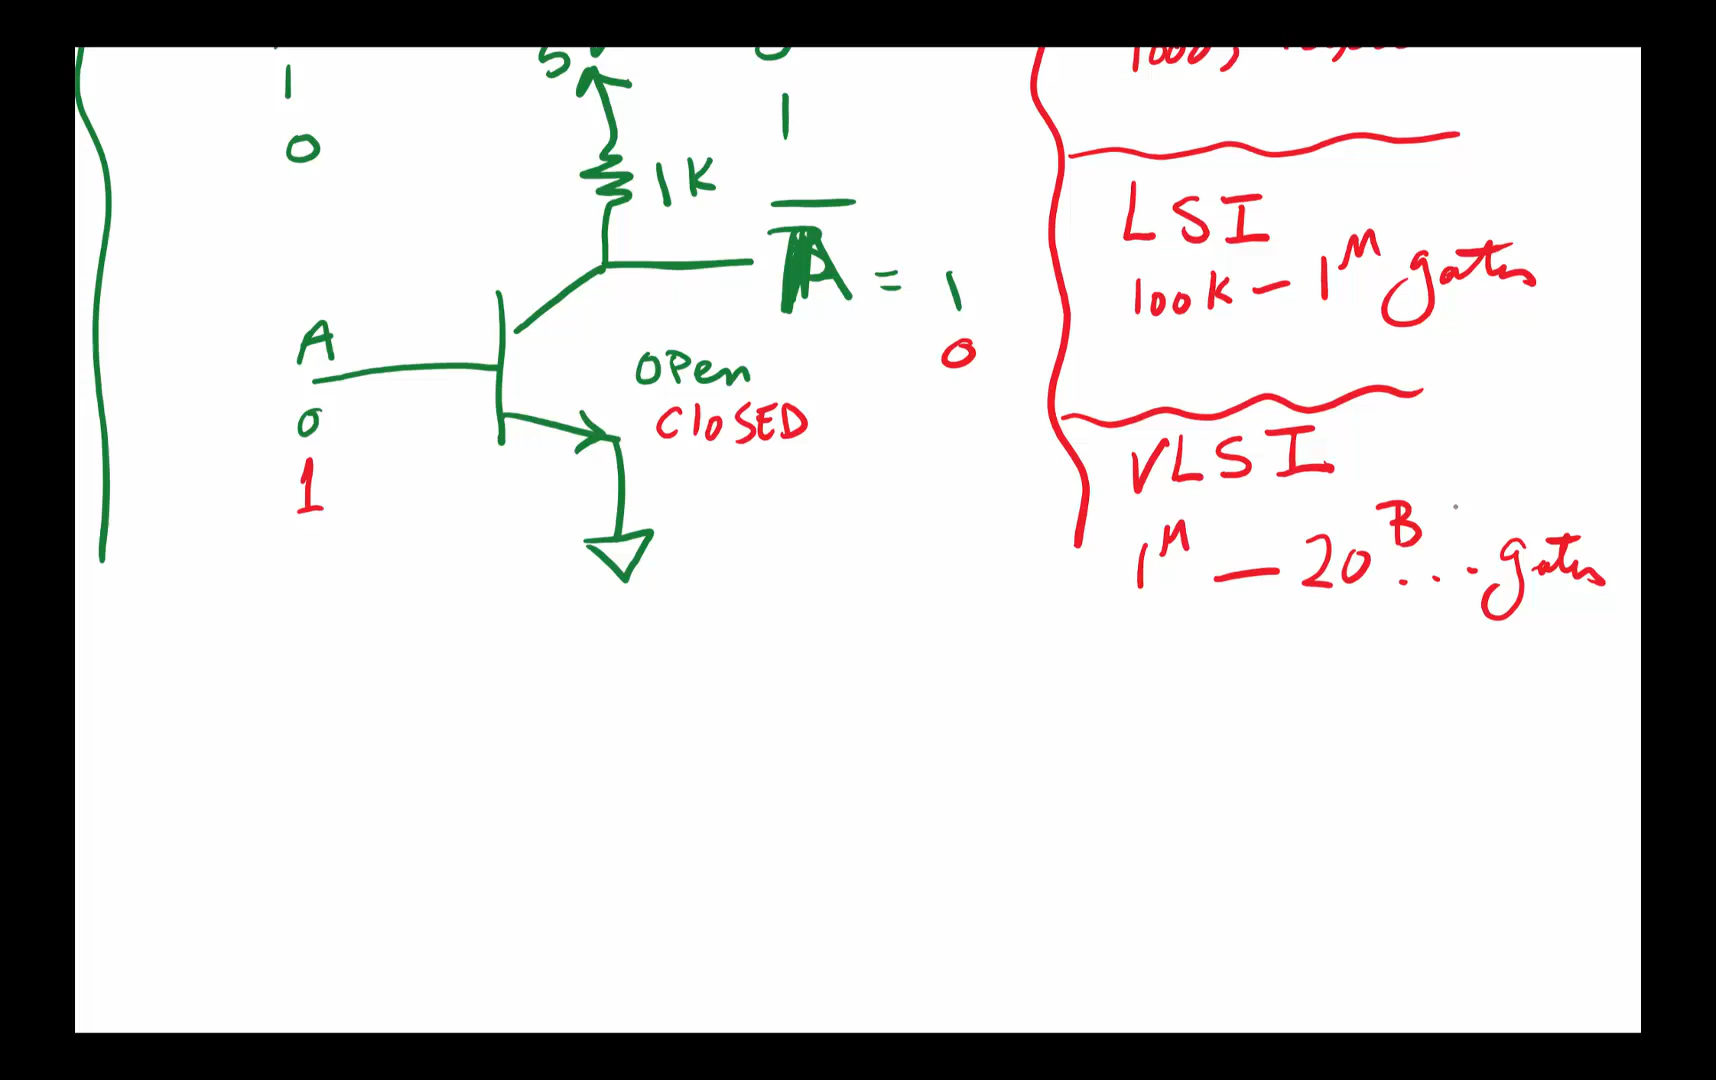 1
0
5
1
1K
A = 1
0
A
0
1
OPen
ClOSED
LSI
100K - 1M gates
VLSI
1M - 20B ... gates